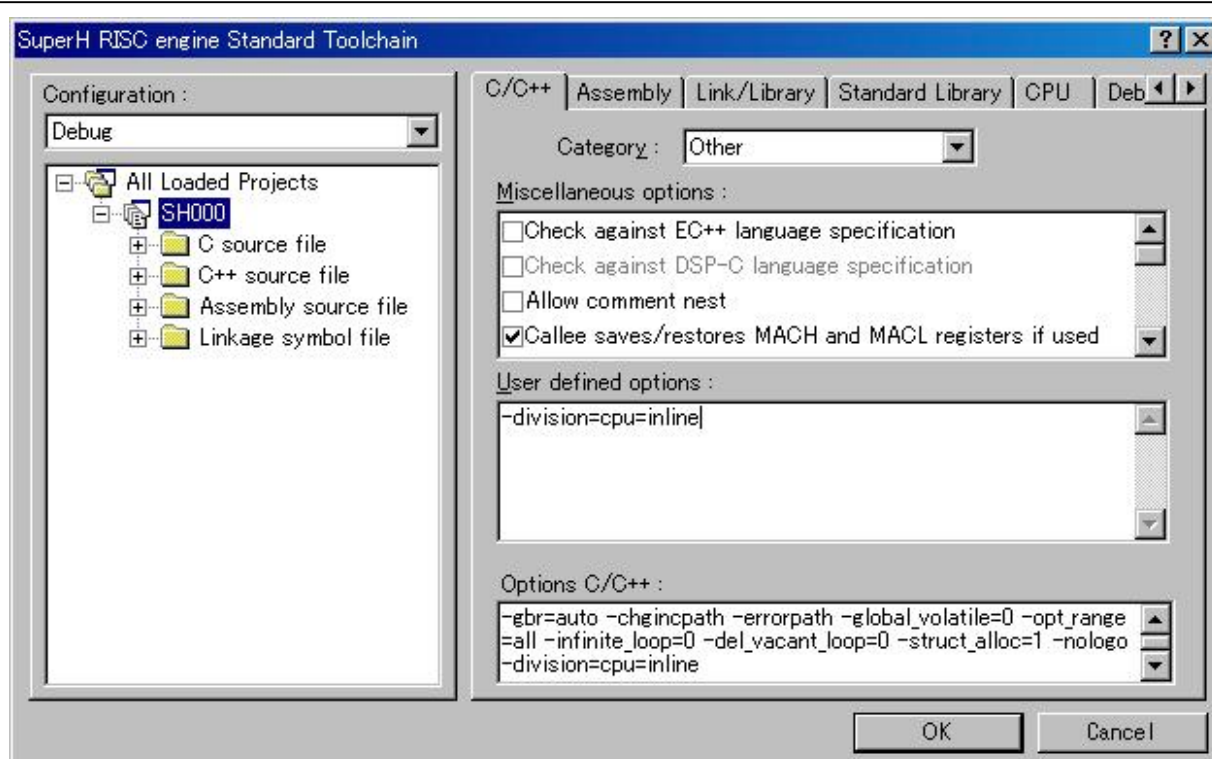 SuperH RISC engine Standard Toolchain
Configuration :
Debug
All Loaded Projects
SH000
C source file
C++ source file
Assembly source file
Linkage symbol file
C/C++ Assembly Link/Library Standard Library CPU Deb
Category : Other
Miscellaneous options :
Check against EC++ language specification
Check against DSP-C language specification
Allow comment nest
Callee saves/restores MACH and MACL registers if used
User defined options :
-division=cpu=inline
Options C/C++ :
-gbr=auto -chgincpath -errorpath -global_volatile=0 -opt_range
=all -infinite_loop=0 -del_vacant_loop=0 -struct_alloc=1 -nologo
-division=cpu=inline
OK Cancel